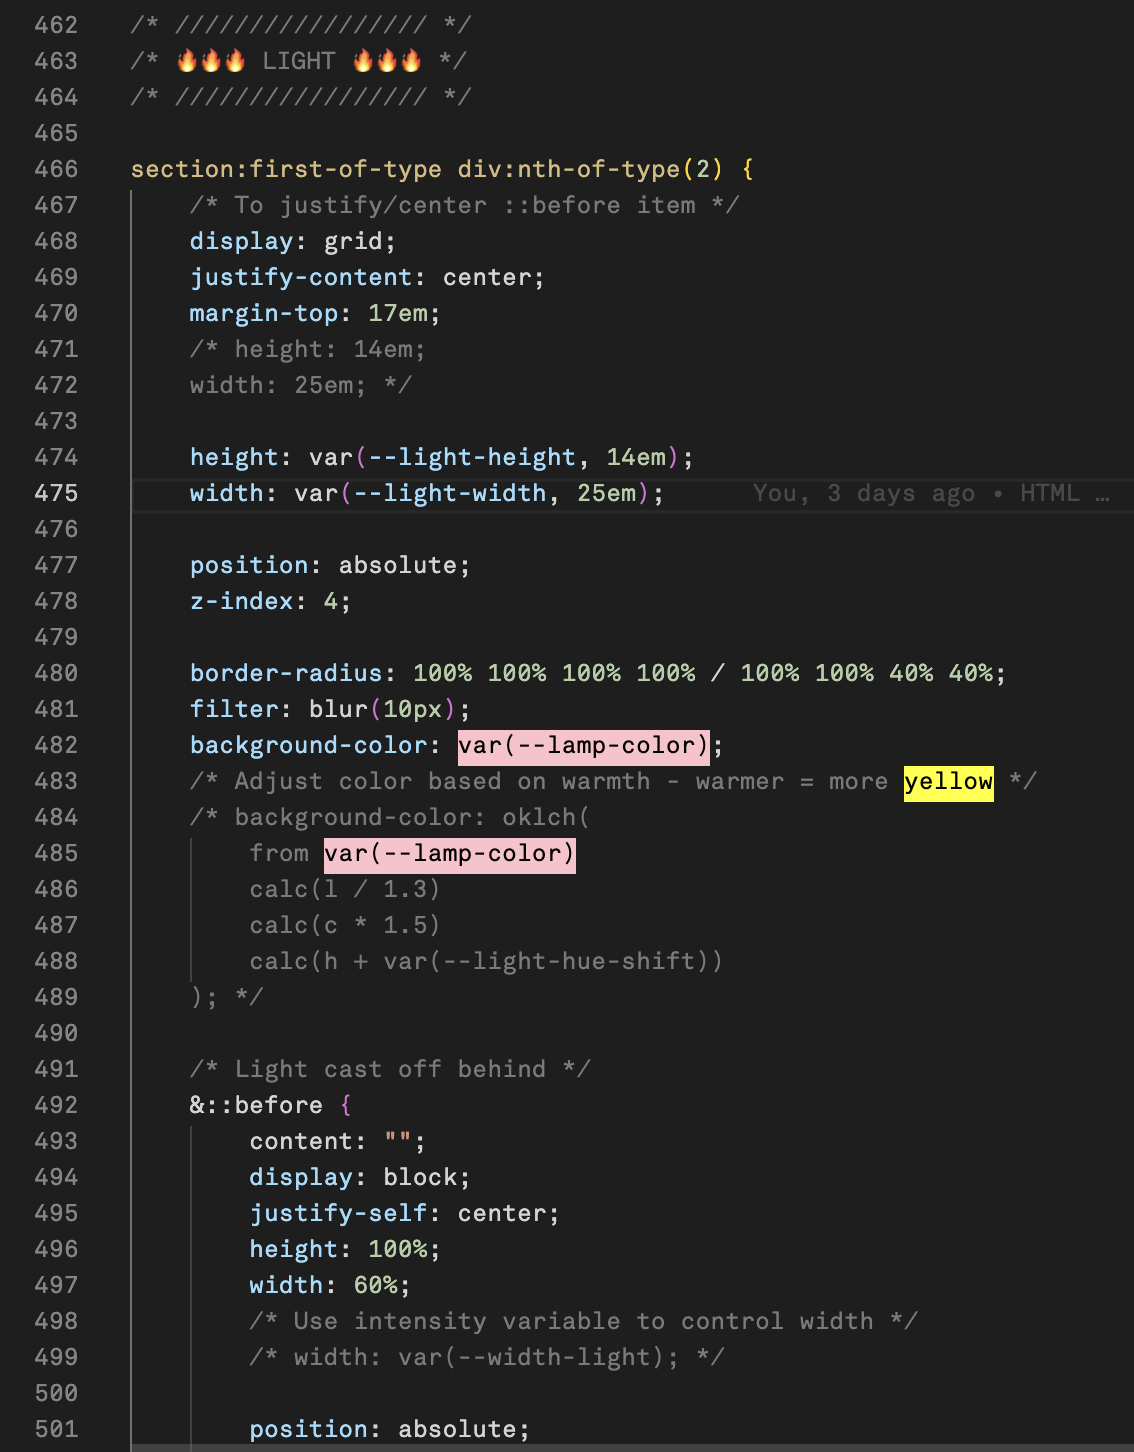 462 /* ///////////////// */
463 /* 🔥🔥🔥 LIGHT 🔥🔥🔥 */
464 /* ///////////////// */
465
466 section:first-of-type div:nth-of-type(2) {
467 /* To justify/center ::before item */
468 display: grid;
469 justify-content: center;
470 margin-top: 17em;
471 /* height: 14em;
472 width: 25em; */
473
474 height: var(--light-height, 14em);
475 width: var(--light-width, 25em); You, 3 days ago • HTML …
476
477 position: absolute;
478 z-index: 4;
479
480 border-radius: 100% 100% 100% 100% / 100% 100% 40% 40%;
481 filter: blur(10px);
482 background-color: var(--lamp-color);
483 /* Adjust color based on warmth - warmer = more yellow */
484 /* background-color: oklch(
485 from var(--lamp-color)
486 calc(l / 1.3)
487 calc(c * 1.5)
488 calc(h + var(--light-hue-shift))
489 ); */
490
491 /* Light cast off behind */
492 &::before {
493 content: "";
494 display: block;
495 justify-self: center;
496 height: 100%;
497 width: 60%;
498 /* Use intensity variable to control width */
499 /* width: var(--width-light); */
500
501 position: absolute;